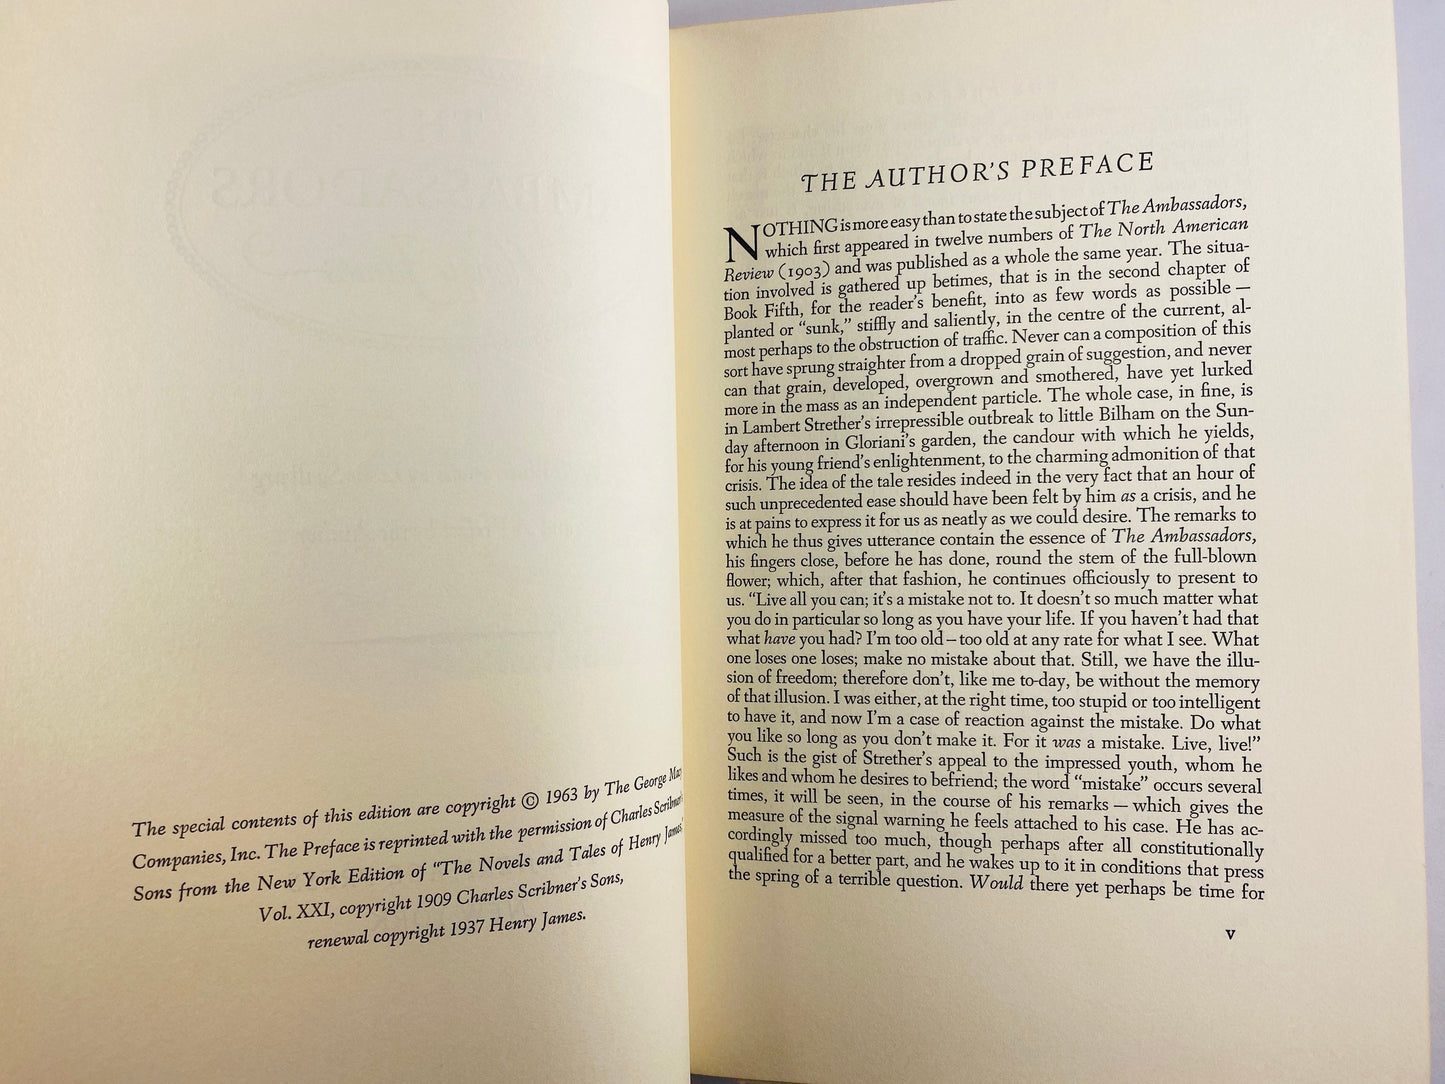 The special contents of this edition are copyright © 1963 by The George Macy
Companies, Inc. The Preface is reprinted with the permission of Charles Scribner's
Sons from the New York Edition of "The Novels and Tales of Henry James"
Vol. XXI, copyright 1909 Charles Scribner's Sons,
renewal copyright 1937 Henry James.
THE AUTHOR'S PREFACE
NOTHING is more easy than to state the subject of The Ambassadors,
which first appeared in twelve numbers of The North American
Review (1903) and was published as a whole the same year. The situa-
tion involved is gathered up betimes, that is in the second chapter of
Book Fifth, for the reader's benefit, into as few words as possible —
planted or "sunk," stiffly and saliently, in the centre of the current, al-
most perhaps to the obstruction of traffic. Never can a composition of this
sort have sprung straighter from a dropped grain of suggestion, and never
can that grain, developed, overgrown and smothered, have yet lurked
more in the mass as an independent particle. The whole case, in fine, is
in Lambert Strether's irrepressible outbreak to little Bilham on the Sun-
day afternoon in Gloriani's garden, the candour with which he yields,
for his young friend's enlightenment, to the charming admonition of that
crisis. The idea of the tale resides indeed in the very fact that an hour of
such unprecedented ease should have been felt by him as a crisis, and he
is at pains to express it for us as neatly as we could desire. The remarks to
which he thus gives utterance contain the essence of The Ambassadors,
his fingers close, before he has done, round the stem of the full-blown
flower; which, after that fashion, he continues officiously to present to
us. "Live all you can; it's a mistake not to. It doesn't so much matter what
you do in particular so long as you have your life. If you haven't had that
what have you had? I'm too old – too old at any rate for what I see. What
one loses one loses; make no mistake about that. Still, we have the illu-
sion of freedom; therefore don't, like me to-day, be without the memory
of that illusion. I was either, at the right time, too stupid or too intelligent
to have it, and now I'm a case of reaction against the mistake. Do what
you like so long as you don't make it. For it was a mistake. Live, live!"
Such is the gist of Strether's appeal to the impressed youth, whom he
likes and whom he desires to befriend; the word "mistake" occurs several
times, it will be seen, in the course of his remarks — which gives the
measure of the signal warning he feels attached to his case. He has ac-
cordingly missed too much, though perhaps after all constitutionally
qualified for a better part, and he wakes up to it in conditions that press
the spring of a terrible question. Would there yet perhaps be time for
v